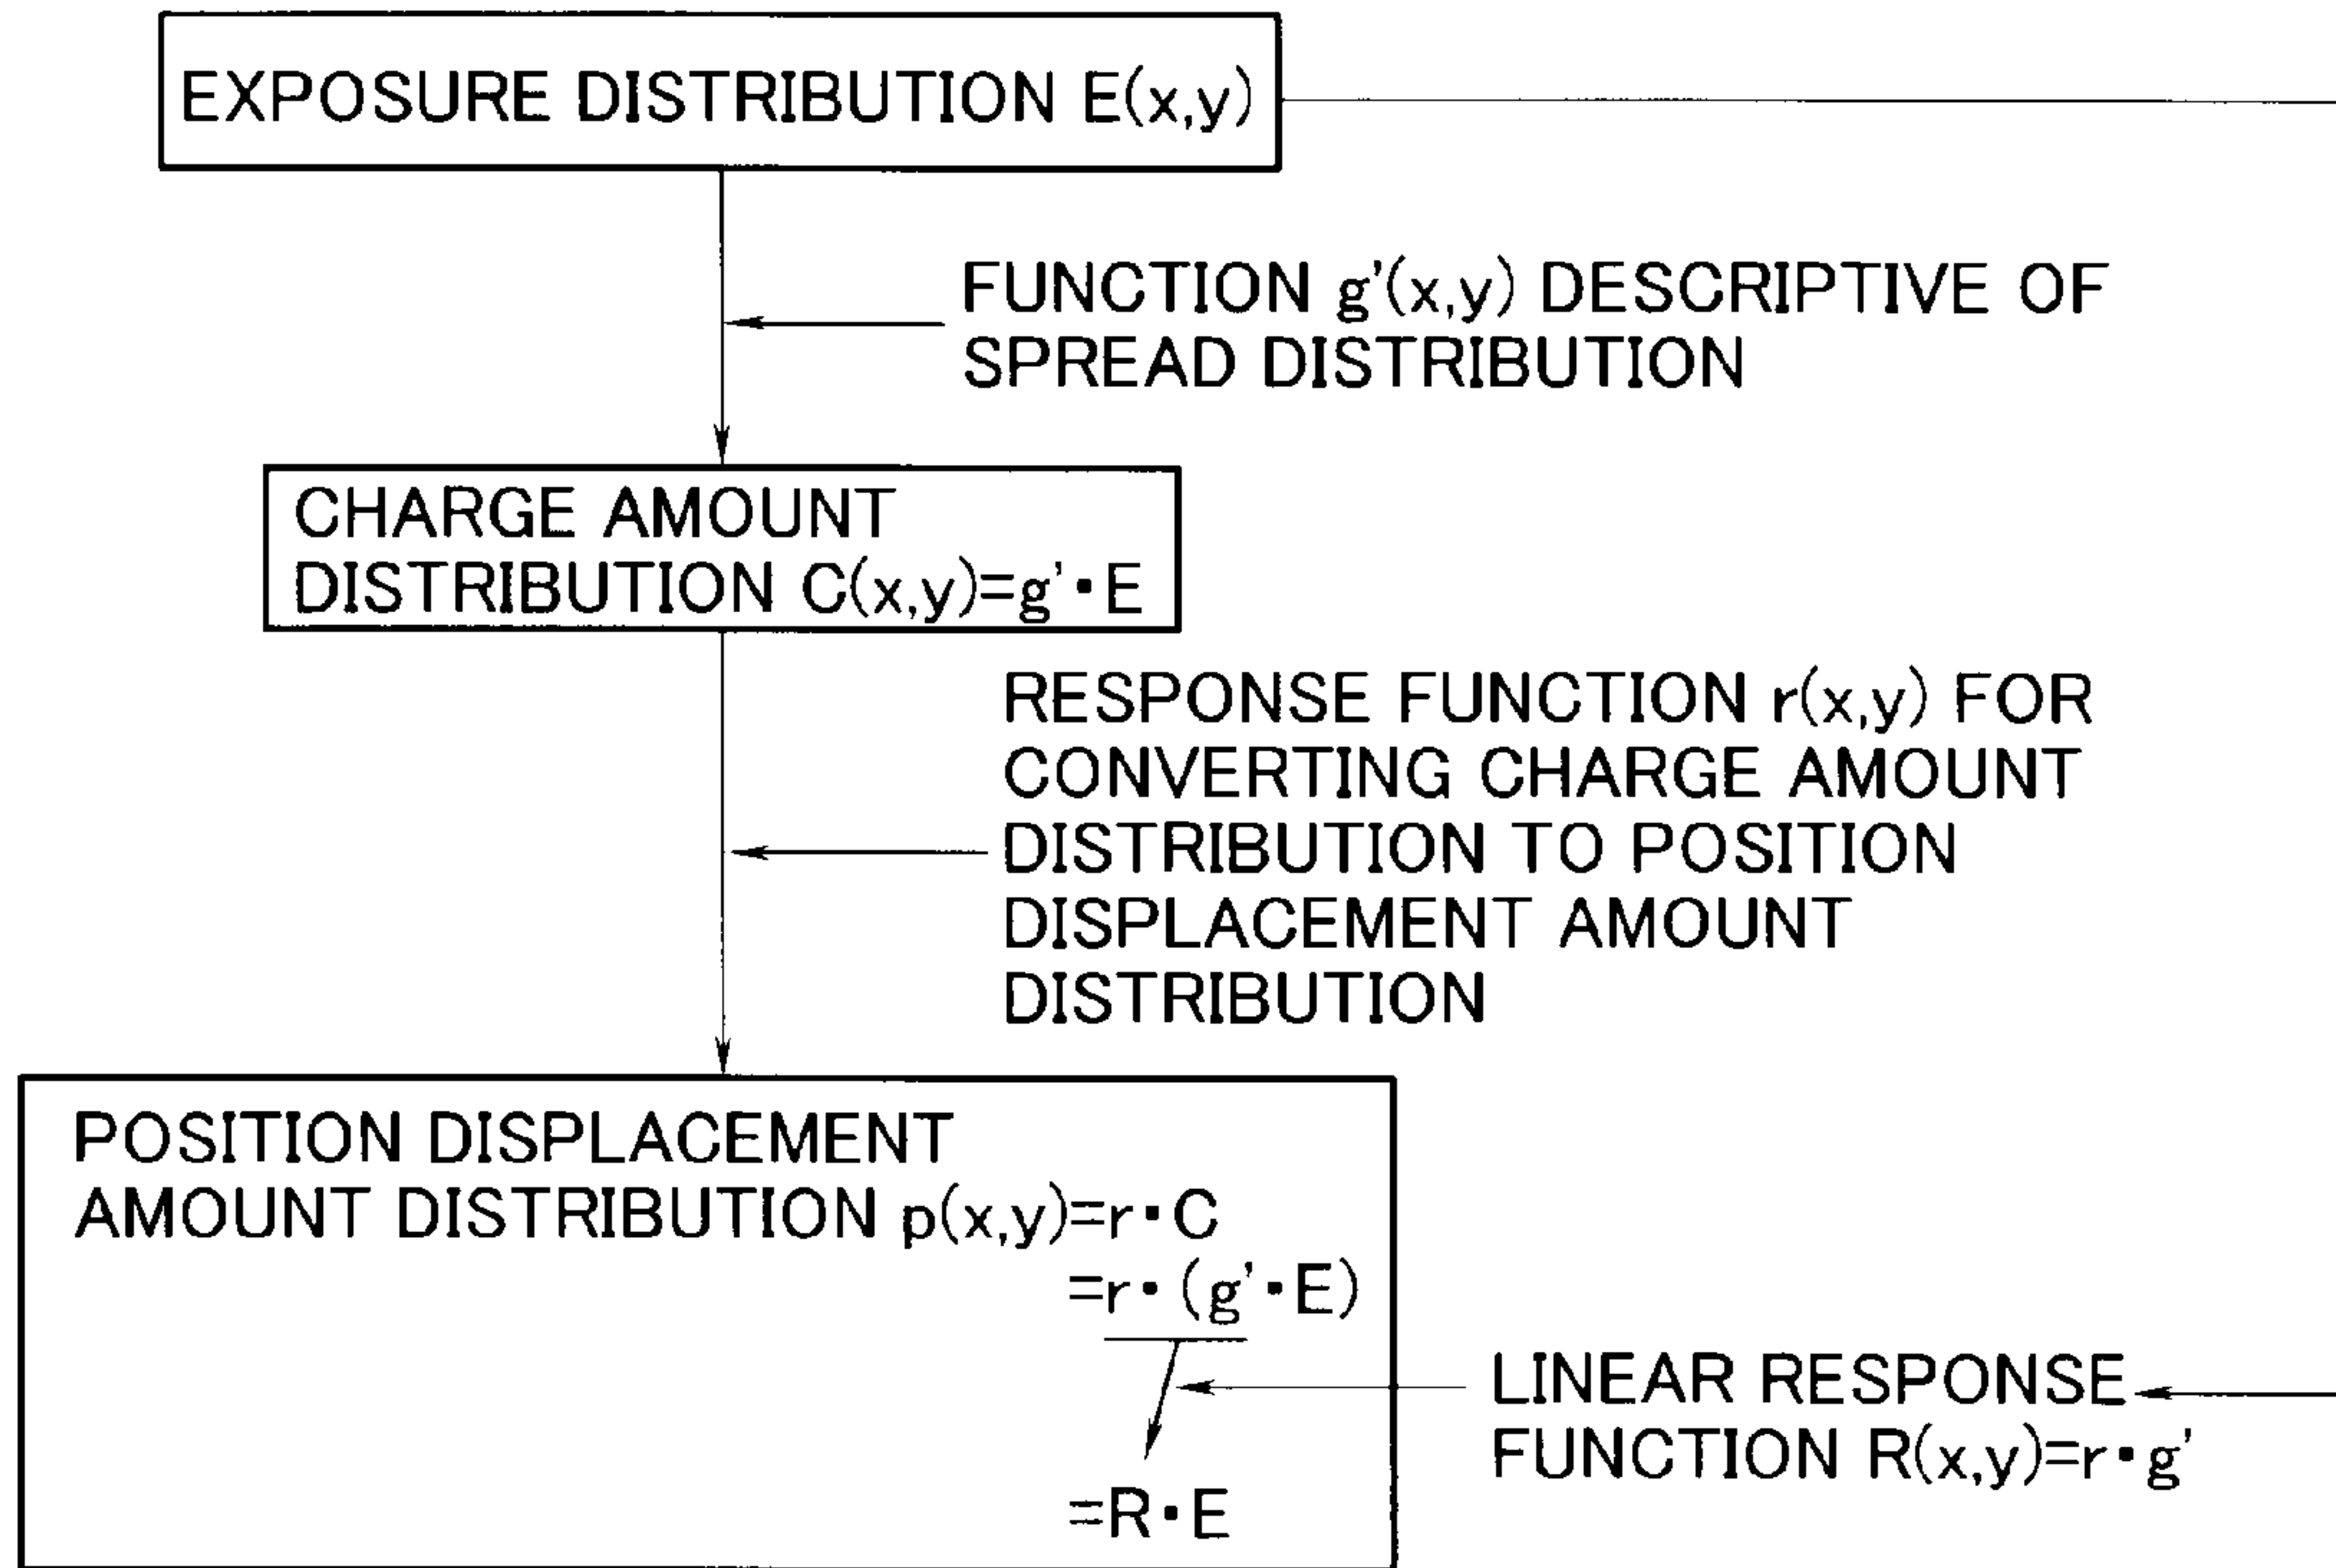 EXPOSURE DISTRIBUTION E(x,y)
FUNCTION g'(x,y) DESCRIPTIVE OF
SPREAD DISTRIBUTION
CHARGE AMOUNT
DISTRIBUTION C(x,y)=g'·E
RESPONSE FUNCTION r(x,y) FOR
CONVERTING CHARGE AMOUNT
DISTRIBUTION TO POSITION
DISPLACEMENT AMOUNT
DISTRIBUTION
POSITION DISPLACEMENT
AMOUNT DISTRIBUTION p(x,y)=r·C
=r·(g'·E)
LINEAR RESPONSE
FUNCTION R(x,y)=r·g'
=R·E